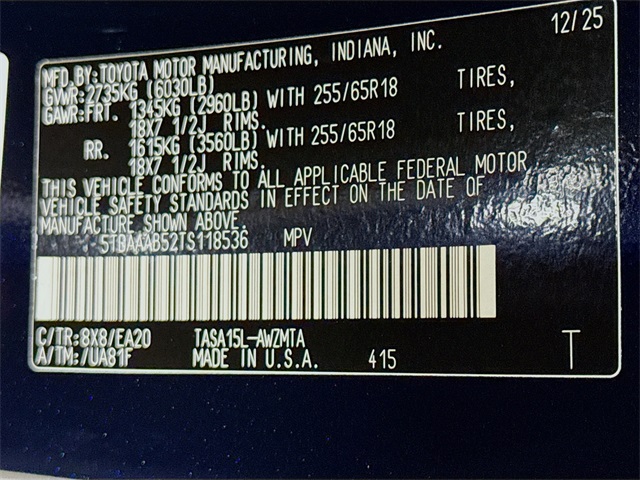 12/25
MFD.BY:TOYOTA MOTOR MANUFACTURING, INDIANA, INC.
GVWR:2735KG (6030LB)
GAWR:FRT. 1345KG (2960LB) WITH 255/65R18 TIRES,
18X7 1/2J RIMS.
RR. 1615KG (3560LB) WITH 255/65R18 TIRES,
18X7 1/2J RIMS.
THIS VEHICLE CONFORMS TO ALL APPLICABLE FEDERAL MOTOR
VEHICLE SAFETY STANDARDS IN EFFECT ON THE DATE OF
MANUFACTURE SHOWN ABOVE.
5TDAAAB52TS118536 MPV
C/TR:8X8/EA20 TASA15L-AWZMTA
A/TM:/UA81F MADE IN U.S.A. 415 T